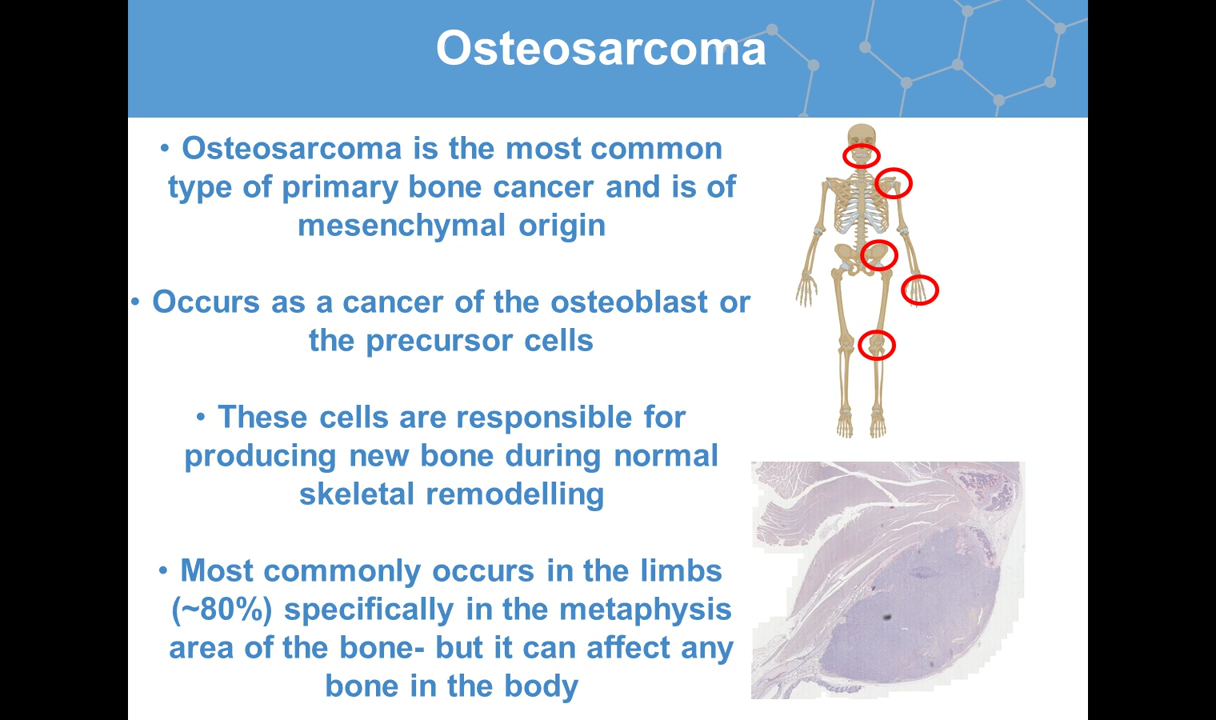 Osteosarcoma
• Osteosarcoma is the most common
type of primary bone cancer and is of
mesenchymal origin
• Occurs as a cancer of the osteoblast or
the precursor cells
• These cells are responsible for
producing new bone during normal
skeletal remodelling
• Most commonly occurs in the limbs
(~80%) specifically in the metaphysis
area of the bone- but it can affect any
bone in the body